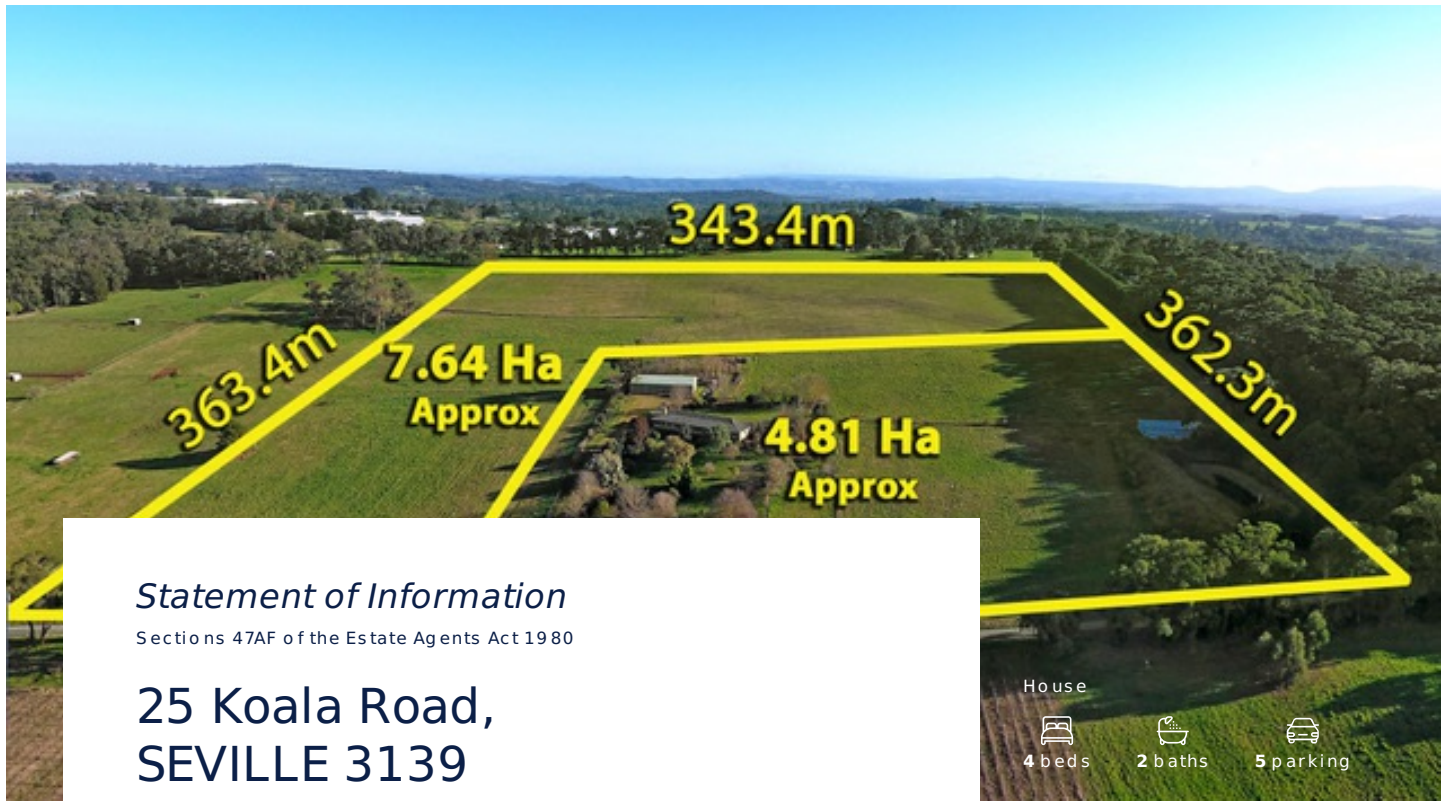 343.4m
363.4m
362.3m
7.64 Ha
Approx
4.81 Ha
Approx
Statement of Information
Sections 47AF of the Estate Agents Act 1980
25 Koala Road,
SEVILLE 3139
House
4 beds
2 baths
5 parking